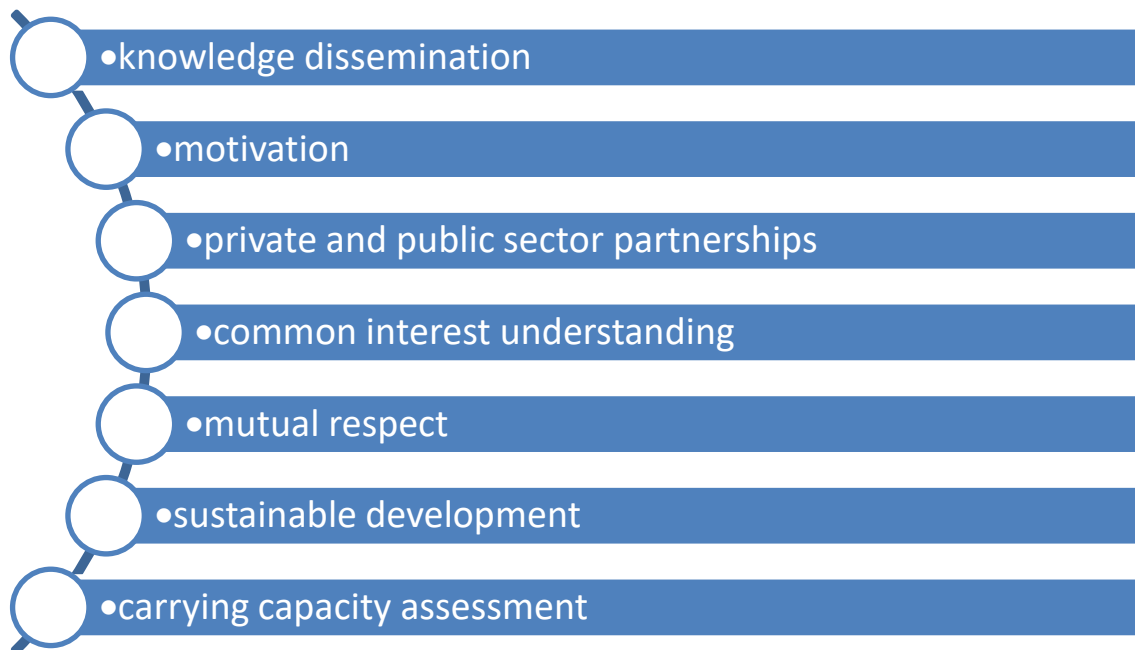 •knowledge dissemination
•motivation
•private and public sector partnerships
•common interest understanding
•mutual respect
•sustainable development
•carrying capacity assessment